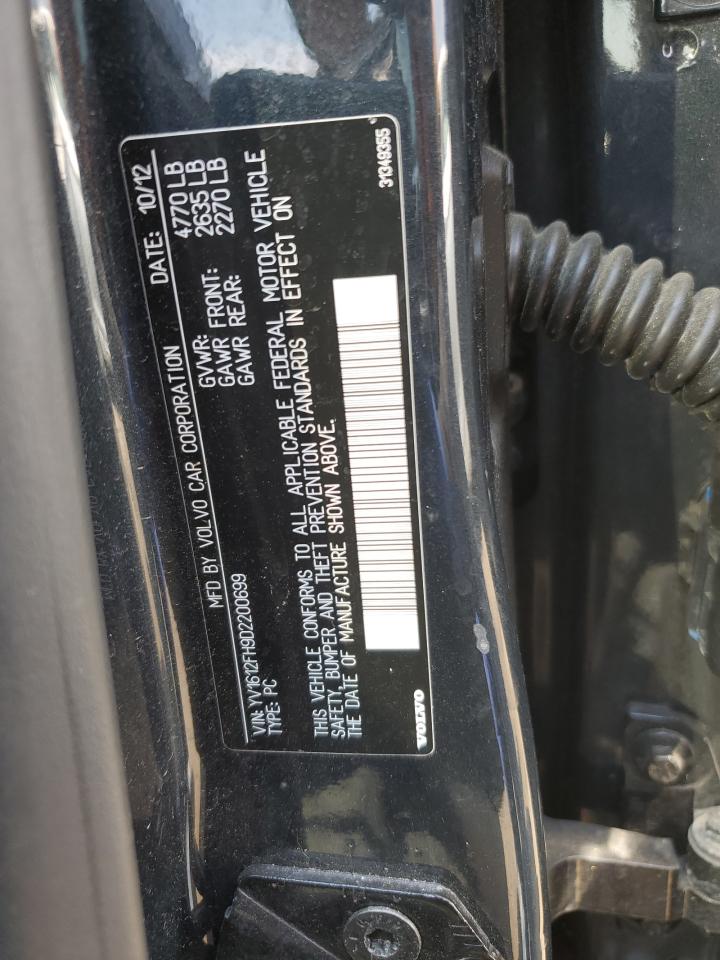 MFD BY VOLVO CAR CORPORATION DATE: 10/12
GVWR: 4770 LB
GAWR FRONT: 2635 LB
GAWR REAR: 2270 LB
VIN: YV1612FH9D2200699
TYPE: PC
THIS VEHICLE CONFORMS TO ALL APPLICABLE FEDERAL MOTOR VEHICLE
SAFETY, BUMPER AND THEFT PREVENTION STANDARDS IN EFFECT ON
THE DATE OF MANUFACTURE SHOWN ABOVE.
VOLVO
31349355